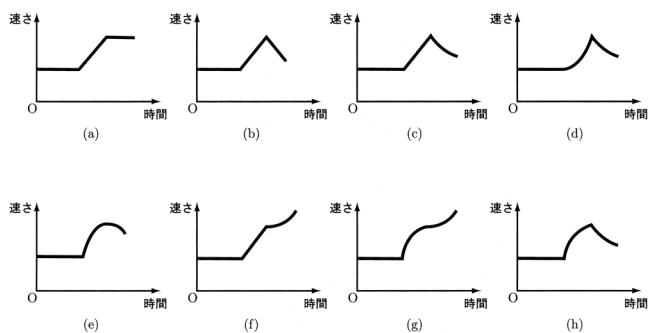 速さ 速さ 速さ 速さ
O 時間 O 時間 O 時間 O 時間
(a) (b) (c) (d)
速さ 速さ 速さ 速さ
O 時間 O 時間 O 時間 O 時間
(e) (f) (g) (h)